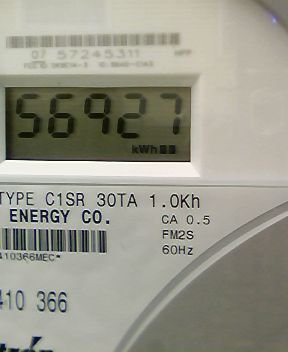 07 57245311
56927
kWh
TYPE C1SR 30TA 1.0Kh
ENERGY CO.
CA 0.5
FM2S
60Hz
410366MEC*
410 366